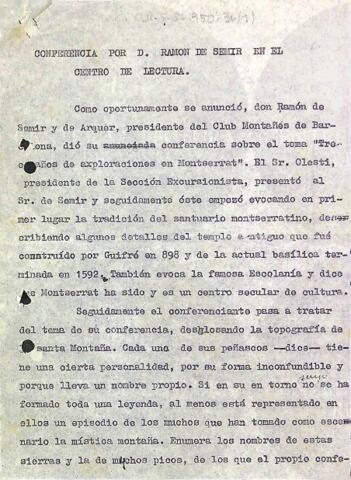 CONFERENCIA POR D. RAMON DE SEMIR EN EL
CENTRO DE LECTURA.
Como oportunamente se anunció, don Ramón de
Semir y de Arquer, presidente del Club Montañés de Bar-
ona, dió su anunciada conferencia sobre el tema "Tre
años de axploraciones en Montserrat". El Sr. Clesti,
presidente de la Sección Excursionista, presentó al
Sr. de Semir y seguidamente éste empozó evocando en pri-
mer lugar la tradición del santuario montserratino, des-
cribiendo algunos detalles del templo antiguo que fué
construído por Guifré en 898 y de la actual basílica ter-
minada en 1592. También evoca la famosa Escolanía y dice
Montserrat ha sido y es un centro secular de cultura.
Seguidamente el conferenciante pasa a tratar
del tema de su conferencia, desglosando la topografía de
santa Montaña. Cada uno de sus peñascos —dice— tie-
ne una cierta personalidad, por su forma inconfundible y
porque lleva un nombre propio. Si en su en torno no se ha
formado toda una leyenda, al menos está representado en
ellos un episodio de los muchos que han tomado como esce-
nario la mística montaña. Enumera los nombres de estas
sierras y la de muchos picos, de los que el propio confe-